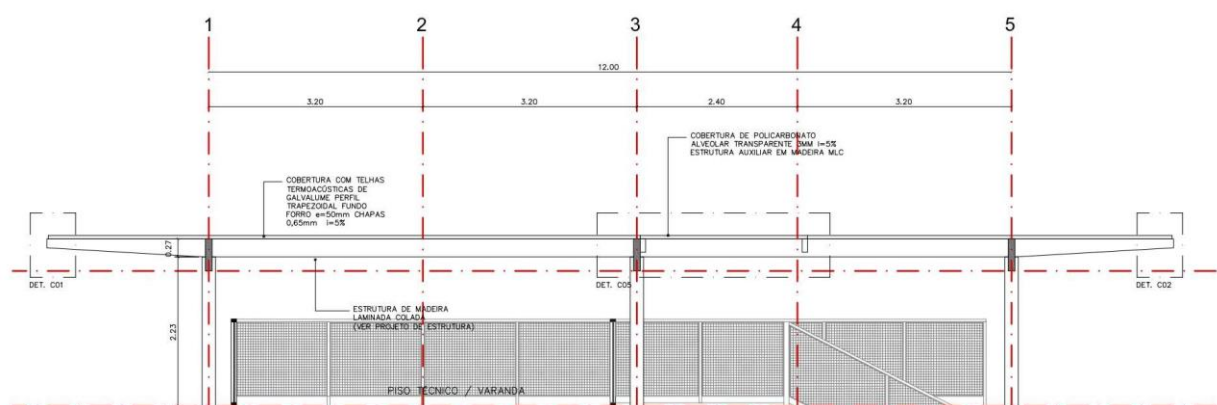 1 2 3 4 5
12.00
3.20 3.20 2.40 3.20
COBERTURA DE POLICARBONATO
ALVEOLAR TRANSPARENTE 3MM i=5%
ESTRUTURA AUXILIAR EM MADEIRA MLC
COBERTURA COM TELHAS
TERMOACÚSTICAS DE
GALVALUME PERFIL
TRAPEZOIDAL FUNDO
FORRO e=50mm CHAPAS
0,65mm i=5%
0.27
DET. C01 DET. C05 DET. C02
ESTRUTURA DE MADEIRA
LAMINADA COLADA
(VER PROJETO DE ESTRUTURA)
2.23
PISO TÉCNICO / VARANDA